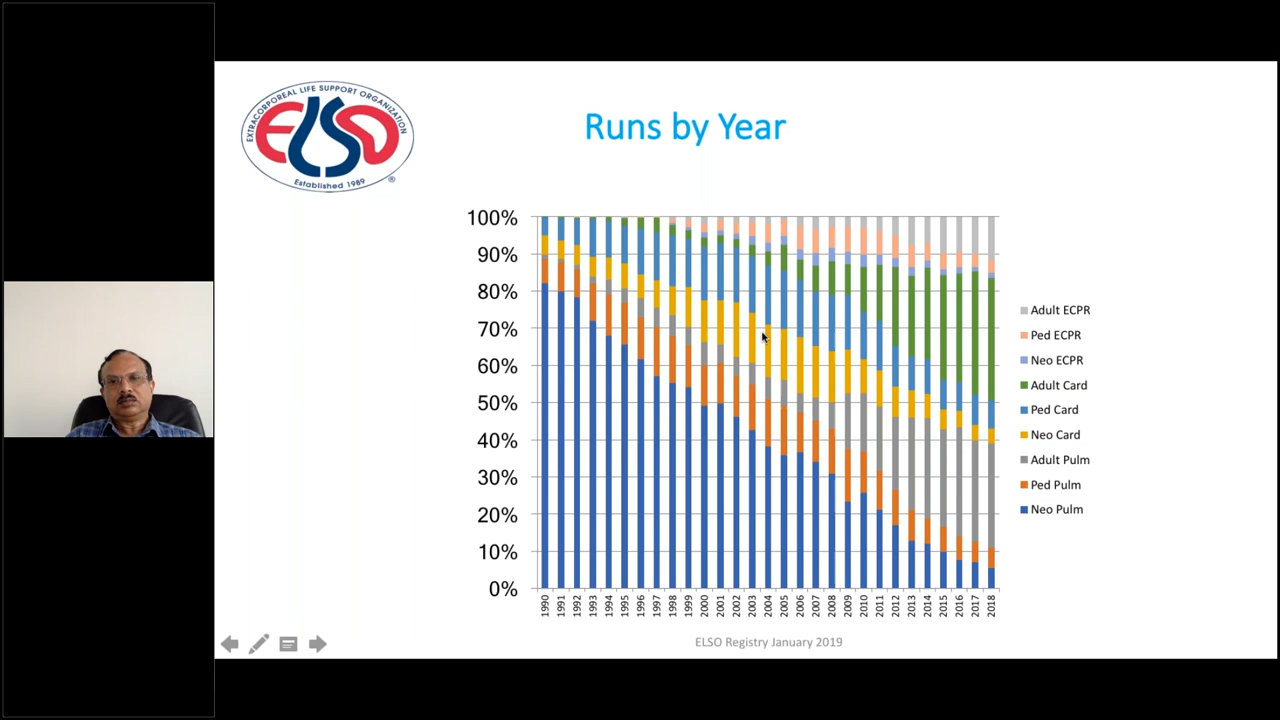 EXTRACORPOREAL LIFE SUPPORT ORGANIZATION
ELSO
Established 1989
®
Runs by Year
100%
90%
80%
70%
60%
50%
40%
30%
20%
10%
0%
1990 1991 1992 1993 1994 1995 1996 1997 1998 1999 2000 2001 2002 2003 2004 2005 2006 2007 2008 2009 2010 2011 2012 2013 2014 2015 2016 2017 2018
Adult ECPR
Ped ECPR
Neo ECPR
Adult Card
Ped Card
Neo Card
Adult Pulm
Ped Pulm
Neo Pulm
ELSO Registry January 2019